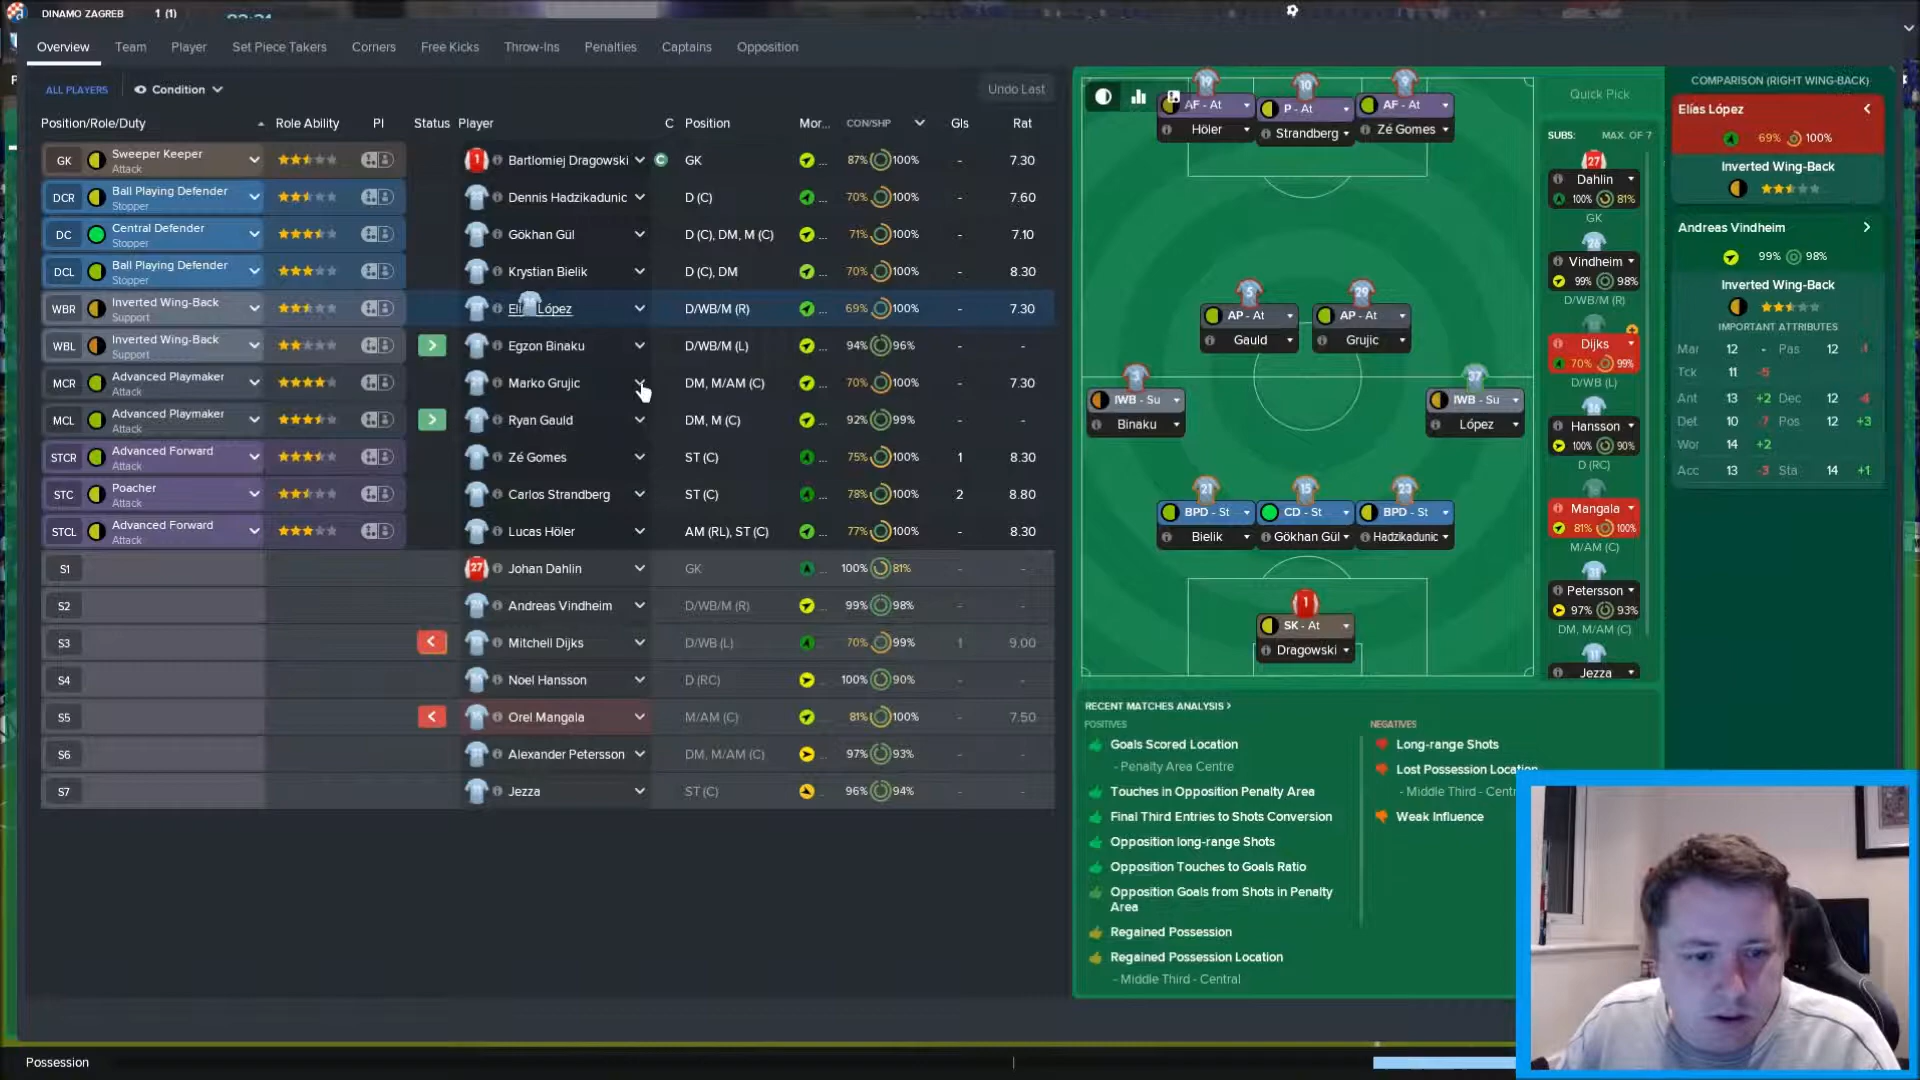 DINAMO ZAGREB 1 (1)
Overview Team Player Set Piece Takers Corners Free Kicks Throw-Ins Penalties Captains Opposition
ALL PLAYERS Condition Undo Last
Position/Role/Duty Role Ability PI Status Player C Position Mor... CON/SHP Gls Rat
GK Sweeper Keeper Attack 1 Bartlomiej Dragowski C GK 87% 100% - 7.30
DCR Ball Playing Defender Stopper Dennis Hadzikadunic D (C) 70% 100% - 7.60
DC Central Defender Stopper Gökhan Gül D (C), DM, M (C) 71% 100% - 7.10
DCL Ball Playing Defender Stopper Krystian Bielik D (C), DM 70% 100% - 8.30
WBR Inverted Wing-Back Support López D/WB/M (R) 69% 100% - 7.30
WBL Inverted Wing-Back Support Egzon Binaku D/WB/M (L) 94% 96% - -
MCR Advanced Playmaker Attack Marko Grujic DM, M/AM (C) 70% 100% - 7.30
MCL Advanced Playmaker Attack Ryan Gauld DM, M (C) 92% 99% - -
STCR Advanced Forward Attack Zé Gomes ST (C) 75% 100% 1 8.30
STC Poacher Attack Carlos Strandberg ST (C) 78% 100% 2 8.80
STCL Advanced Forward Attack Lucas Höler AM (RL), ST (C) 77% 100% - 8.30
S1 27 Johan Dahlin GK 100% 81% - -
S2 Andreas Vindheim D/WB/M (R) 99% 98% - -
S3 Mitchell Dijks D/WB (L) 70% 99% 1 9.00
S4 Noel Hansson D (RC) 100% 90% - -
S5 Orel Mangala M/AM (C) 81% 100% - 7.50
S6 Alexander Petersson DM, M/AM (C) 97% 93% - -
S7 Jezza ST (C) 96% 94% - -
19 10 9
AF - At P - At AF - At
Höler Strandberg Zé Gomes
5 29
AP - At AP - At
Gauld Grujic
3 37
IWB - Su IWB - Su
Binaku López
21 15 23
BPD - St CD - St BPD - St
Bielik Gökhan Gül Hadzikadunic
1
SK - At
Dragowski
Quick Pick
SUBS: MAX. OF 7
27
Dahlin
100% 81%
GK
Vindheim
99% 98%
D/WB/M (R)
Dijks
70% 99%
D/WB (L)
Hansson
100% 90%
D (RC)
Mangala
81% 100%
M/AM (C)
31
Petersson
97% 93%
DM, M/AM (C)
11
Jezza
COMPARISON (RIGHT WING-BACK)
Elías López
69% 100%
Inverted Wing-Back
Andreas Vindheim
99% 98%
Inverted Wing-Back
IMPORTANT ATTRIBUTES
Mar 12 - Pas 12
Tck 11 -5
Ant 13 +2 Dec 12 -4
Det 10 -7 Pos 12 +3
Wor 14 +2
Acc 13 -3 Sta 14 +1
RECENT MATCHES ANALYSIS
POSITIVES
Goals Scored Location
- Penalty Area Centre
Touches in Opposition Penalty Area
Final Third Entries to Shots Conversion
Opposition long-range Shots
Opposition Touches to Goals Ratio
Opposition Goals from Shots in Penalty
Area
Regained Possession
Regained Possession Location
- Middle Third - Central
NEGATIVES
Long-range Shots
Lost Possession Location
- Middle Third -
Weak Influence
Possession